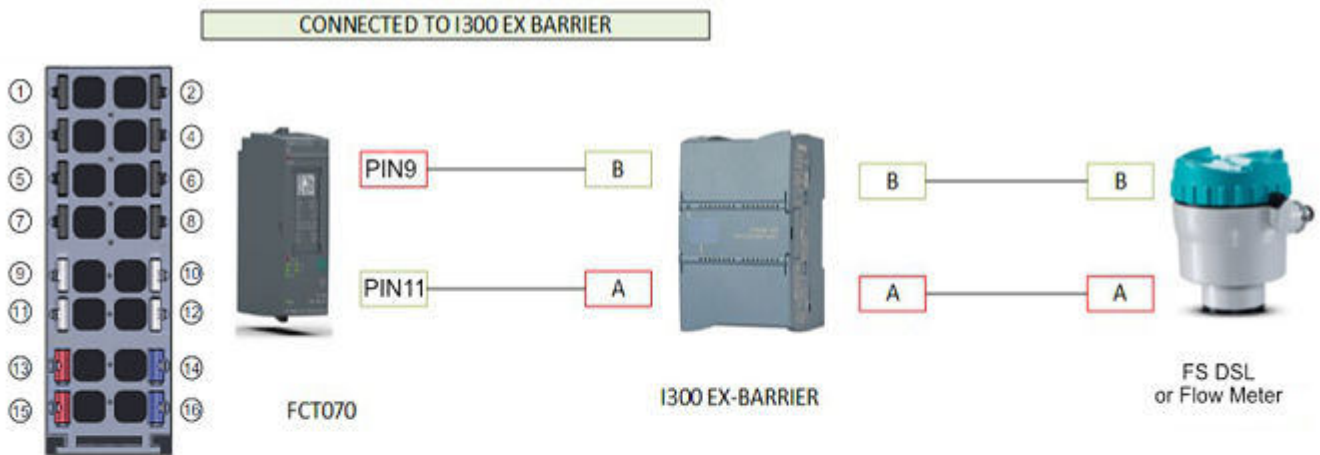 CONNECTED TO I300 EX BARRIER
1
2
3
4
5
6
7
8
9
10
11
12
13
14
15
16
PIN9
B
B
B
PIN11
A
A
A
FCT070
I300 EX-BARRIER
FS DSL
or Flow Meter